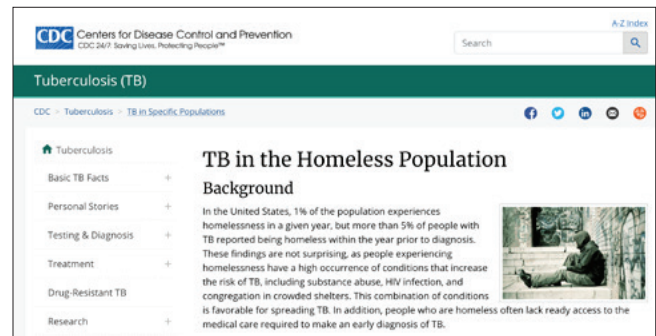 A-Z Index
CDC Centers for Disease Control and Prevention
CDC 24/7: Saving Lives, Protecting People™
Search
Tuberculosis (TB)
CDC > Tuberculosis > TB in Specific Populations
Tuberculosis
Basic TB Facts +
Personal Stories +
Testing & Diagnosis +
Treatment +
Drug-Resistant TB
Research +
TB in the Homeless Population
Background
In the United States, 1% of the population experiences
homelessness in a given year, but more than 5% of people with
TB reported being homeless within the year prior to diagnosis.
These findings are not surprising, as people experiencing
homelessness have a high occurrence of conditions that increase
the risk of TB, including substance abuse, HIV infection, and
congregation in crowded shelters. This combination of conditions
is favorable for spreading TB. In addition, people who are homeless often lack ready access to the
medical care required to make an early diagnosis of TB.